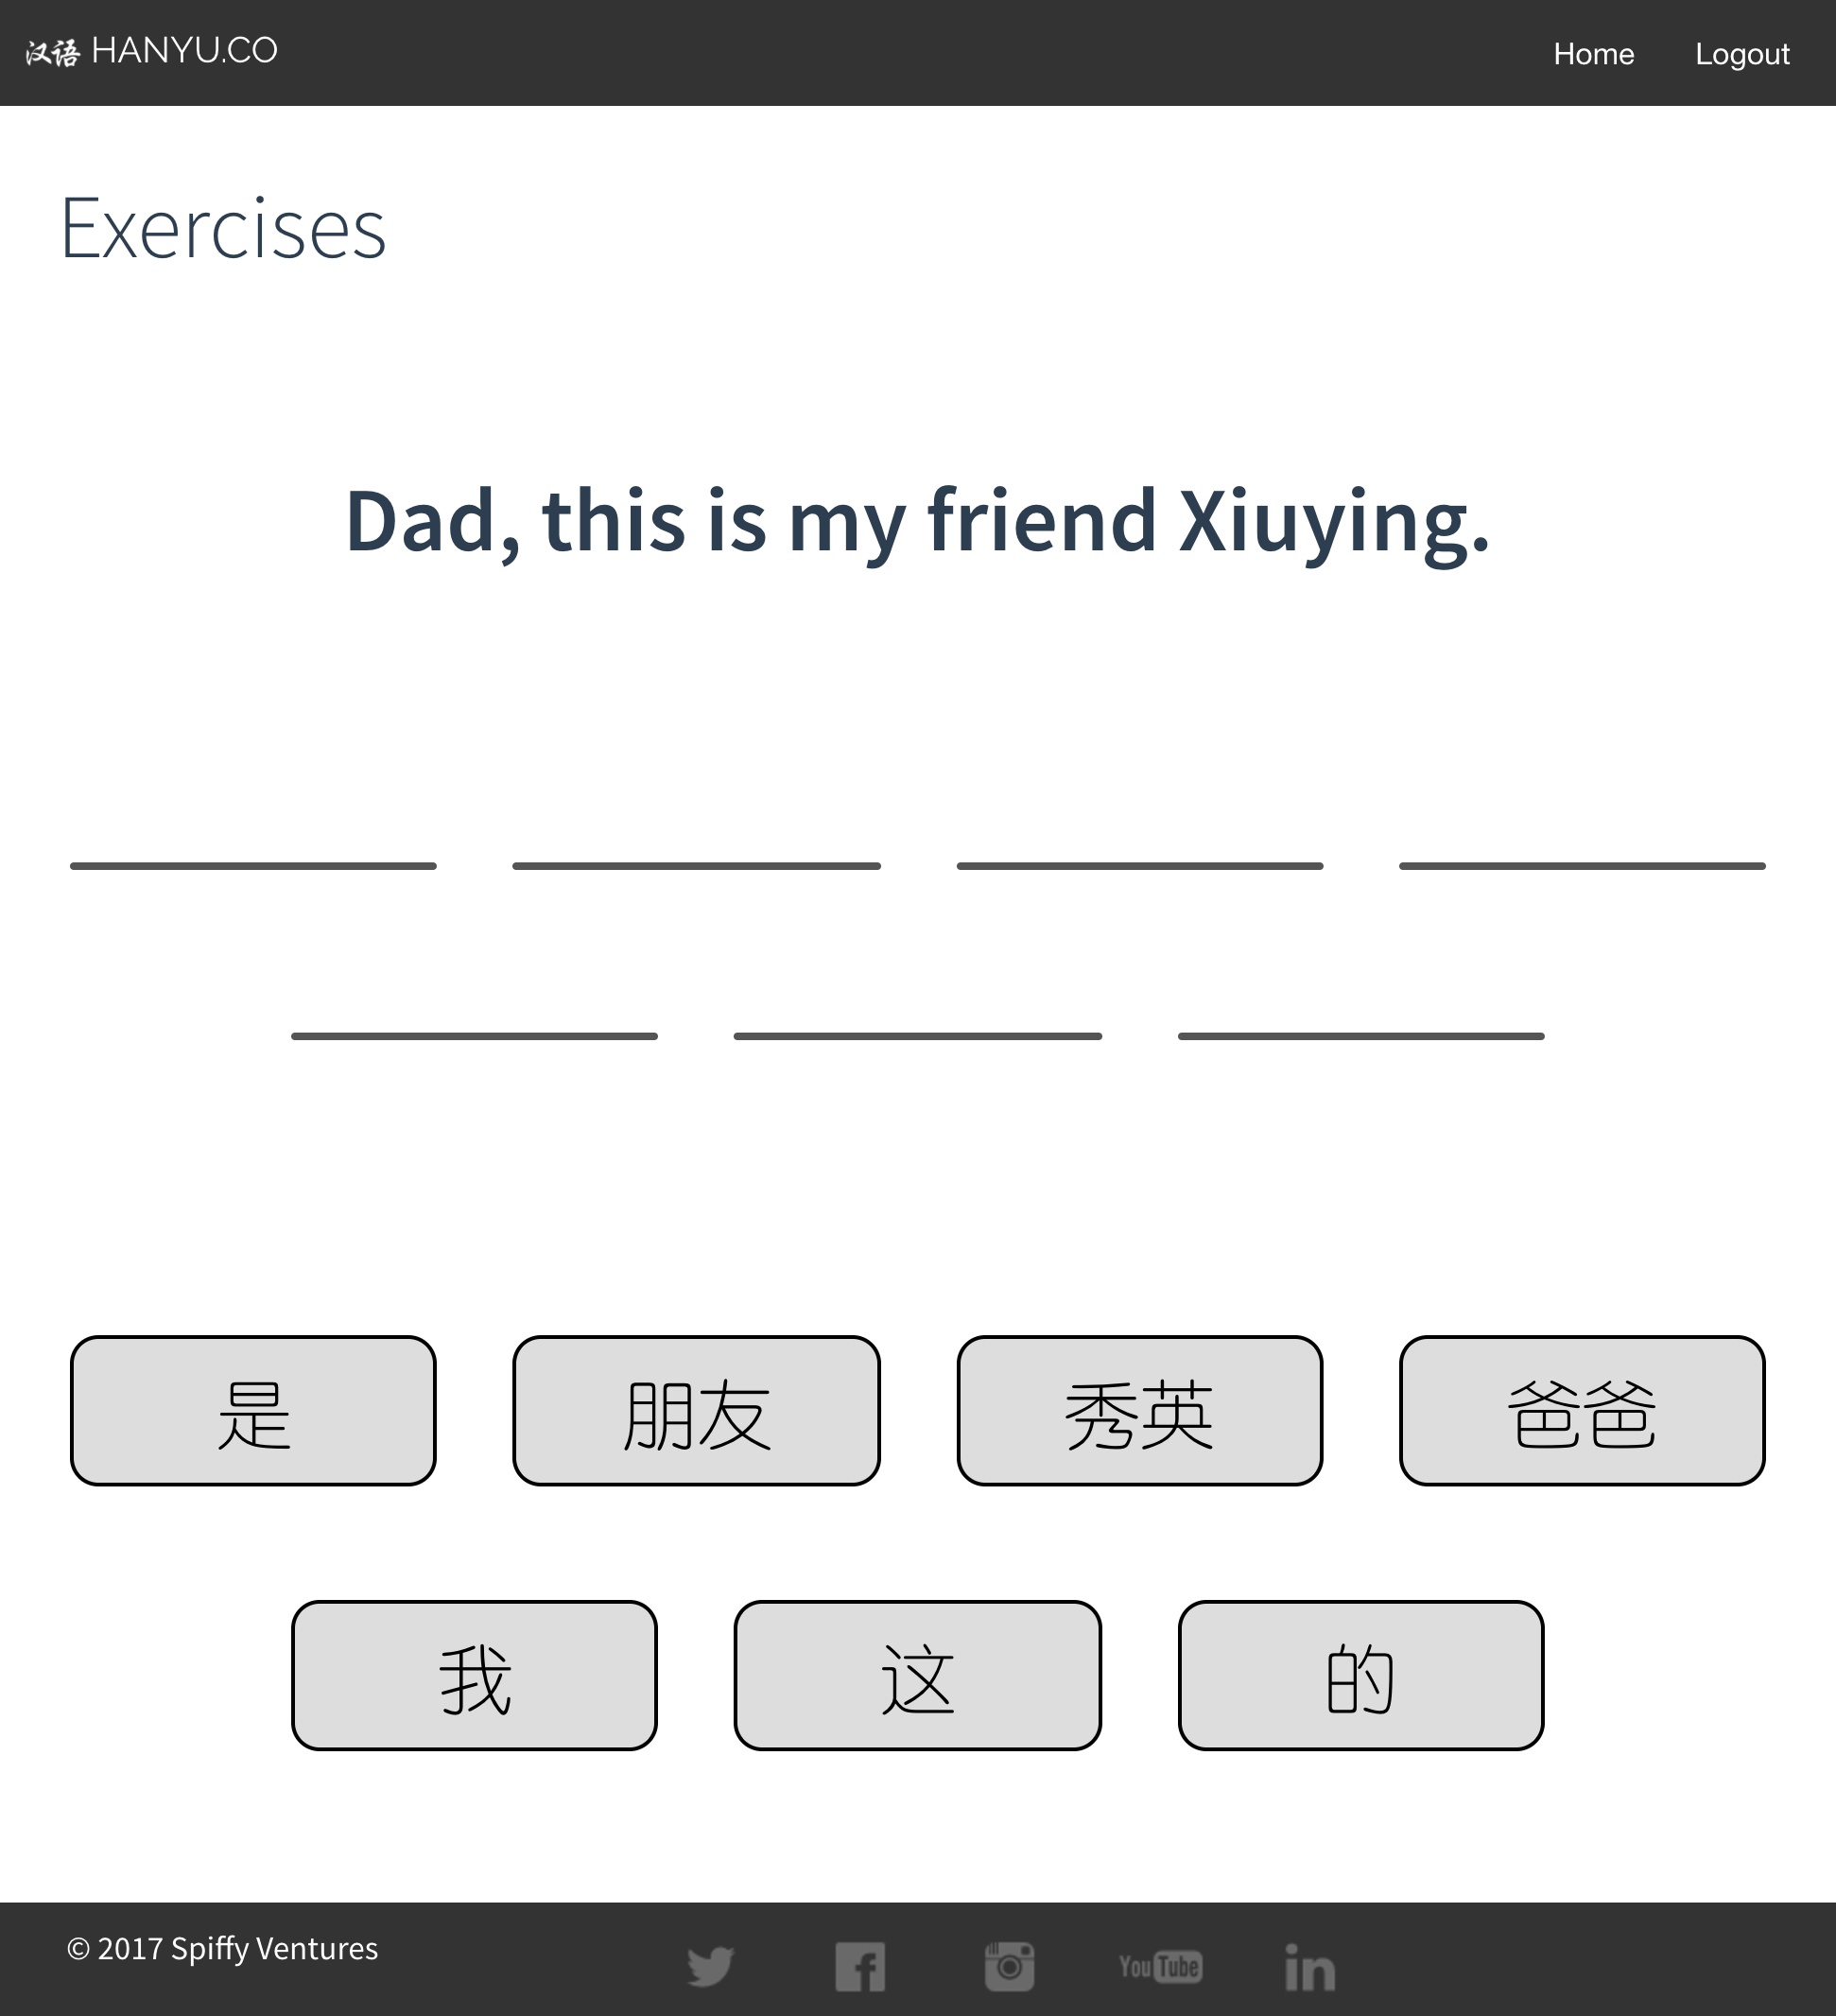 汉语 HANYU.CO Home Logout
Exercises
Dad, this is my friend Xiuying.
是 朋友 秀英 爸爸
我 这 的
© 2017 Spiffy Ventures
You Tube in